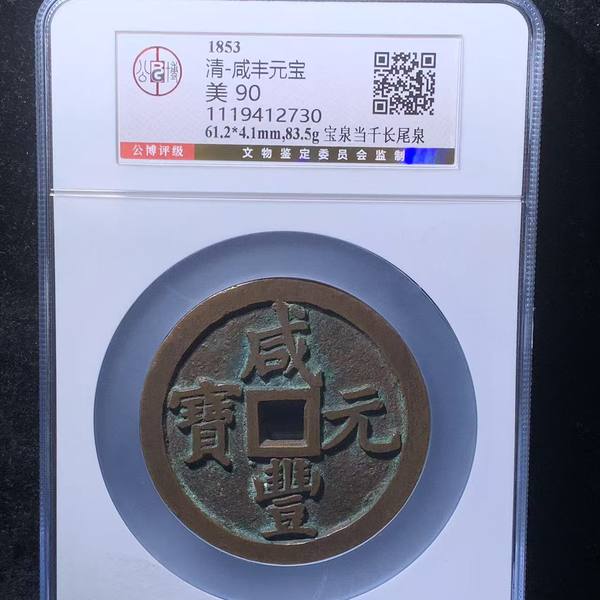 1853
清-咸丰元宝
美 90
1119412730
61.2*4.1mm,83.5g 宝泉当千长尾泉
公博评级
文物鉴定委员会监制
公博
咸
寶 元
豐